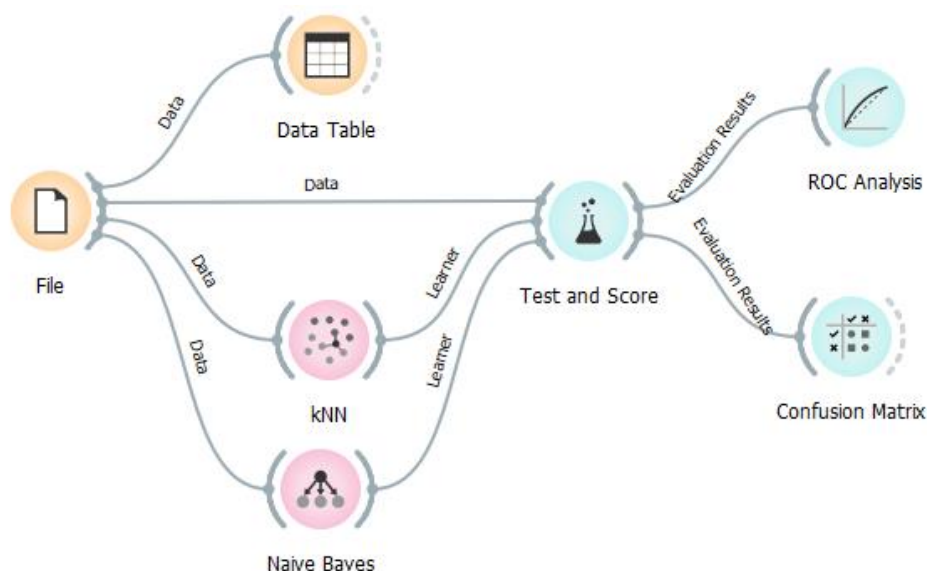 Data
Data Table
Evaluation Results
ROC Analysis
Data
File
Data
Learner
Test and Score
Evaluation Results
kNN
Data
Learner
Confusion Matrix
Naive Bayes